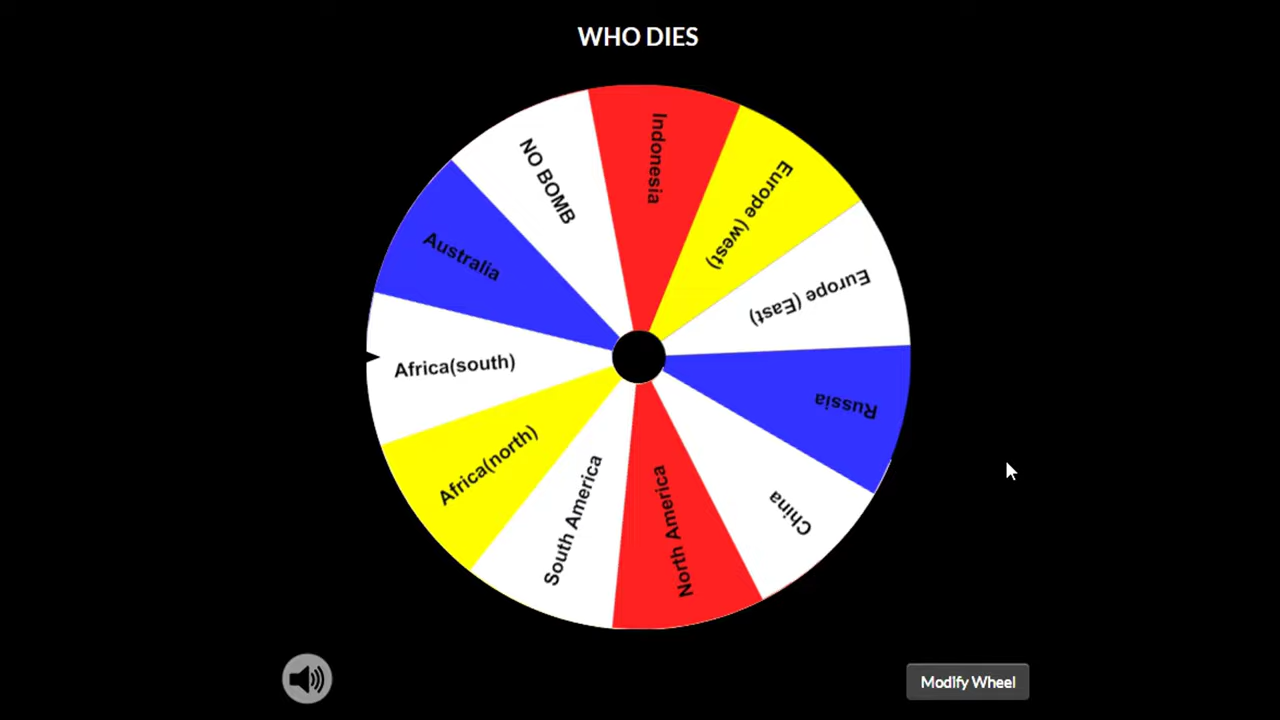 WHO DIES
Indonesia
Europe (west)
Europe (East)
Russia
China
North America
South America
Africa(north)
Africa(south)
Australia
NO BOMB
Modify Wheel